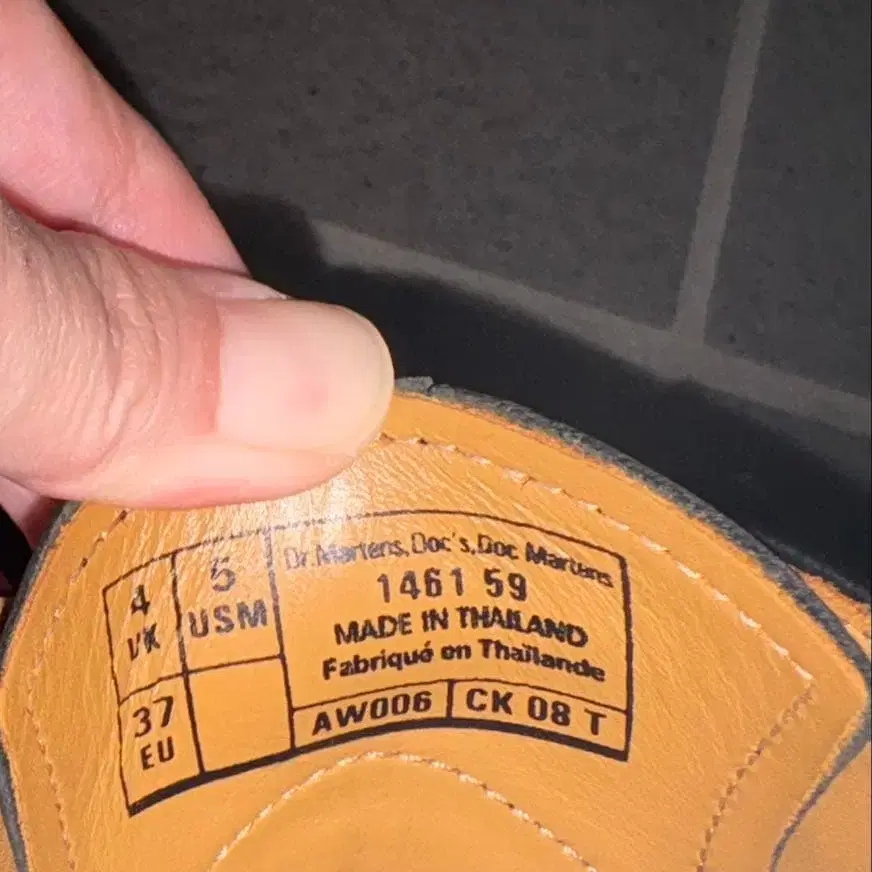 4
UK
5
USM
37
EU
Dr. Martens, Doc's, Doc Martens
1461 59
MADE IN THAILAND
Fabriqué en Thaïlande
AW006
CK 08 T